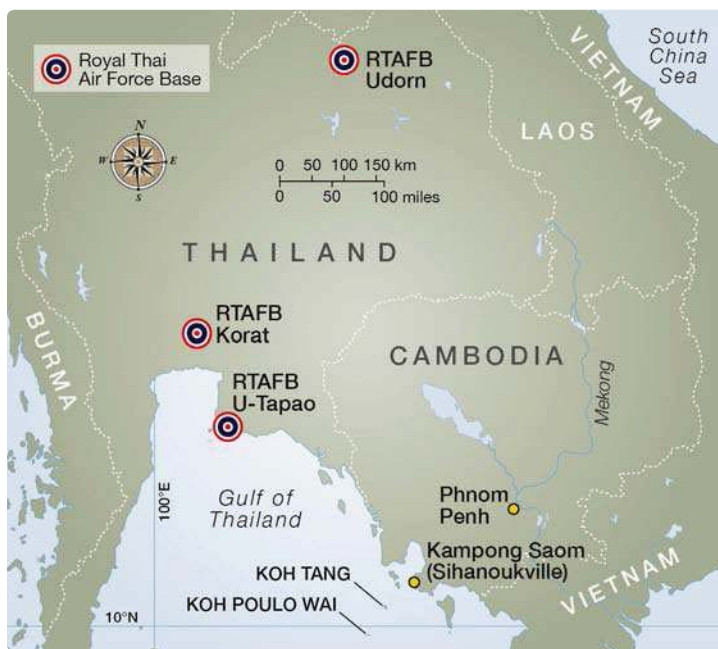 Royal Thai
Air Force Base
RTAFB
Udorn
South
China
Sea
VIETNAM
LAOS
N
W
E
S
0 50 100 150 km
0 50 100 miles
THAILAND
BURMA
RTAFB
Korat
RTAFB
U-Tapao
CAMBODIA
Mekong
100°E
Gulf of
Thailand
Phnom
Penh
Kampong Saom
(Sihanoukville)
VIETNAM
KOH TANG
KOH POULO WAI
10°N